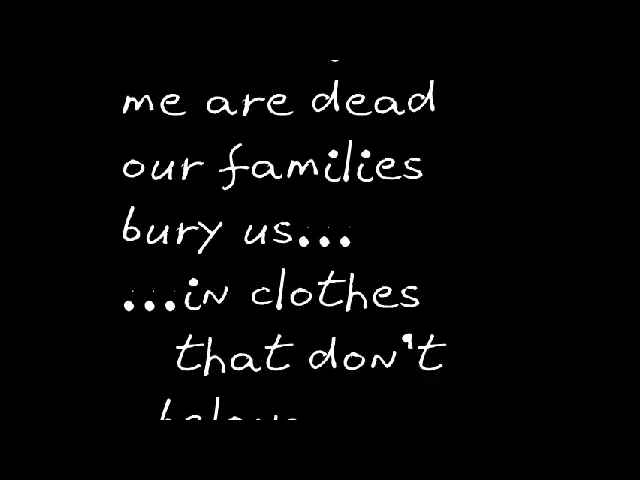 me are dead
our families
bury us...
...in clothes
that don't